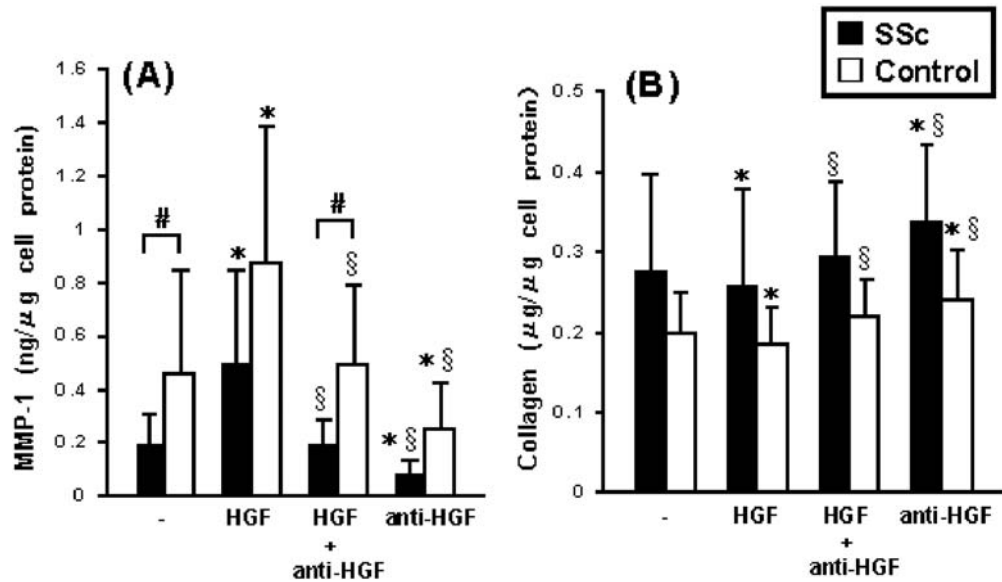 SSc
Control
(A)
MMP-1 (ng/μg cell protein)
1.6
1.4
1.2
1
0.8
0.6
0.4
0.2
0
#
*
*
#
§
§
* §
* §
-
HGF
HGF
+
anti-HGF
anti-HGF
(B)
Collagen (μg/μg cell protein)
0.5
0.4
0.3
0.2
0.1
0
*
*
§
§
* §
* §
-
HGF
HGF
+
anti-HGF
anti-HGF